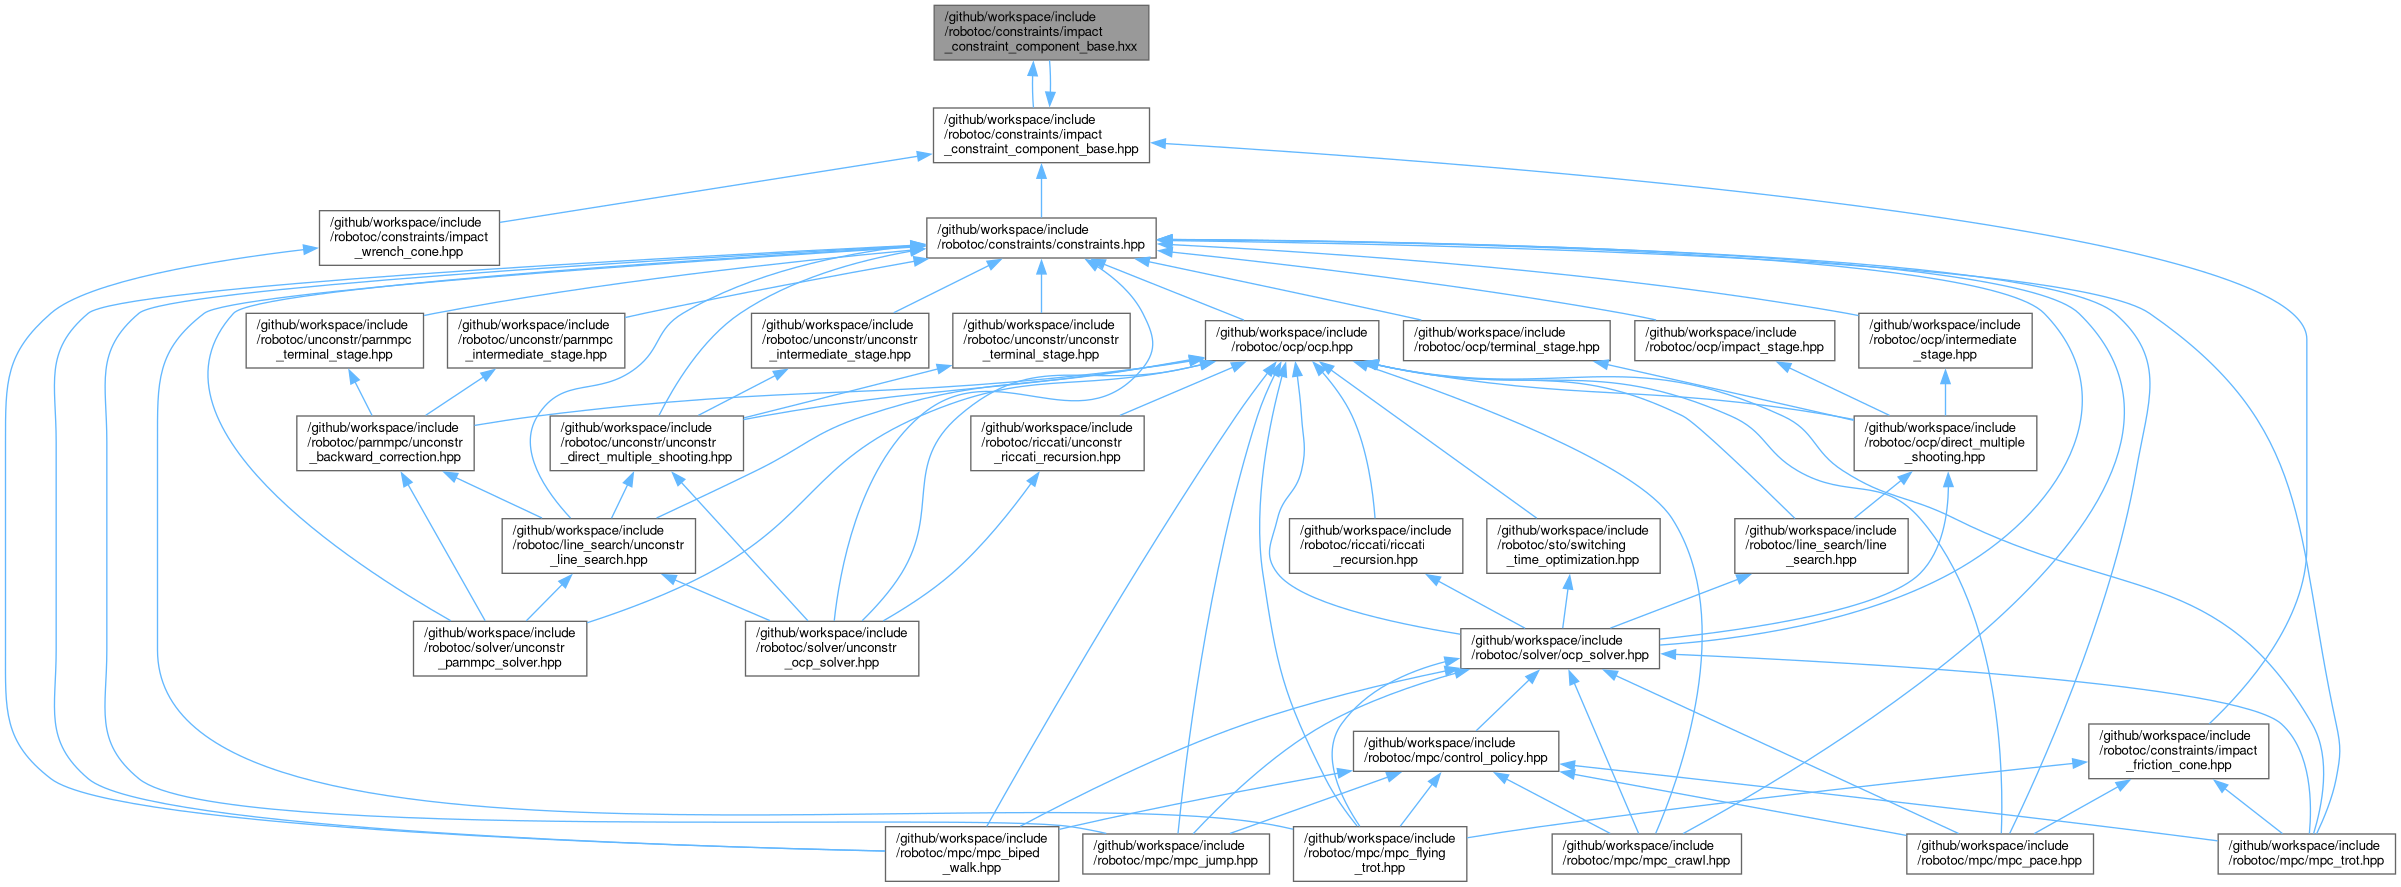 /github/workspace/include
/robotoc/constraints/impact
_constraint_component_base.hxx
/github/workspace/include
/robotoc/constraints/impact
_constraint_component_base.hpp
/github/workspace/include
/robotoc/constraints/impact
_wrench_cone.hpp
/github/workspace/include
/robotoc/constraints/constraints.hpp
/github/workspace/include
/robotoc/unconstr/parnmpc
_terminal_stage.hpp
/github/workspace/include
/robotoc/unconstr/parnmpc
_intermediate_stage.hpp
/github/workspace/include
/robotoc/unconstr/unconstr
_intermediate_stage.hpp
/github/workspace/include
/robotoc/unconstr/unconstr
_terminal_stage.hpp
/github/workspace/include
/robotoc/ocp/ocp.hpp
/github/workspace/include
/robotoc/ocp/terminal_stage.hpp
/github/workspace/include
/robotoc/ocp/impact_stage.hpp
/github/workspace/include
/robotoc/ocp/intermediate
_stage.hpp
/github/workspace/include
/robotoc/parnmpc/unconstr
_backward_correction.hpp
/github/workspace/include
/robotoc/unconstr/unconstr
_direct_multiple_shooting.hpp
/github/workspace/include
/robotoc/riccati/unconstr
_riccati_recursion.hpp
/github/workspace/include
/robotoc/ocp/direct_multiple
_shooting.hpp
/github/workspace/include
/robotoc/line_search/unconstr
_line_search.hpp
/github/workspace/include
/robotoc/riccati/riccati
_recursion.hpp
/github/workspace/include
/robotoc/sto/switching
_time_optimization.hpp
/github/workspace/include
/robotoc/line_search/line
_search.hpp
/github/workspace/include
/robotoc/solver/unconstr
_parnmpc_solver.hpp
/github/workspace/include
/robotoc/solver/unconstr
_ocp_solver.hpp
/github/workspace/include
/robotoc/solver/ocp_solver.hpp
/github/workspace/include
/robotoc/mpc/control_policy.hpp
/github/workspace/include
/robotoc/constraints/impact
_friction_cone.hpp
/github/workspace/include
/robotoc/mpc/mpc_biped
_walk.hpp
/github/workspace/include
/robotoc/mpc/mpc_jump.hpp
/github/workspace/include
/robotoc/mpc/mpc_flying
_trot.hpp
/github/workspace/include
/robotoc/mpc/mpc_crawl.hpp
/github/workspace/include
/robotoc/mpc/mpc_pace.hpp
/github/workspace/include
/robotoc/mpc/mpc_trot.hpp